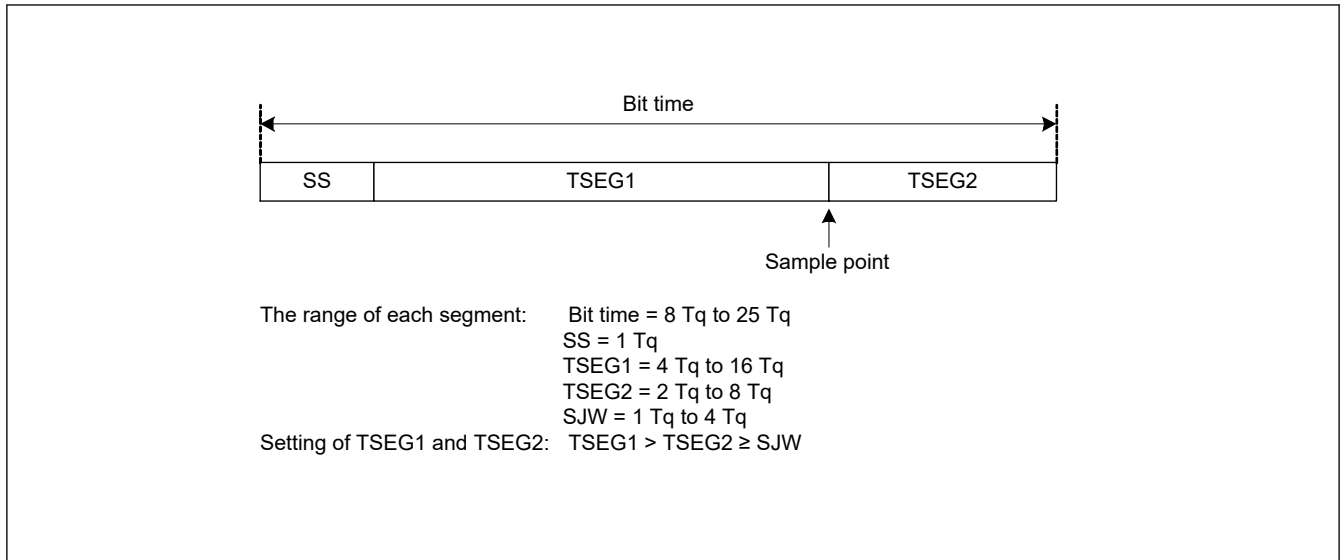 Bit time
SS TSEG1 TSEG2
Sample point
The range of each segment: Bit time = 8 Tq to 25 Tq
SS = 1 Tq
TSEG1 = 4 Tq to 16 Tq
TSEG2 = 2 Tq to 8 Tq
SJW = 1 Tq to 4 Tq
Setting of TSEG1 and TSEG2: TSEG1 > TSEG2 ≥ SJW